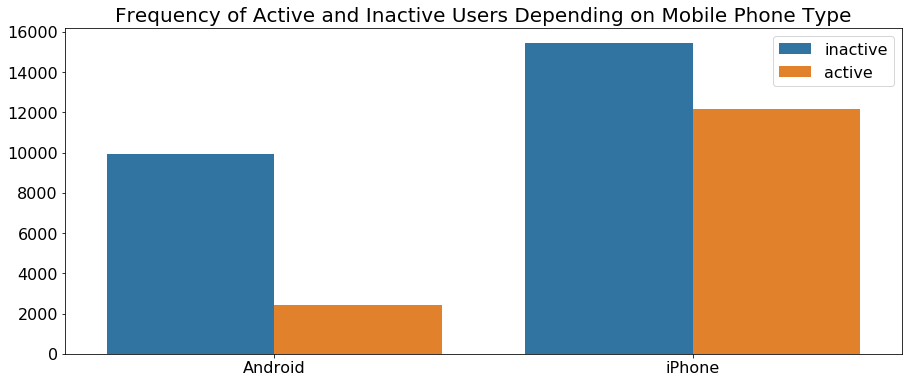 Frequency of Active and Inactive Users Depending on Mobile Phone Type
16000
14000
12000
10000
8000
6000
4000
2000
0
inactive
active
Android iPhone